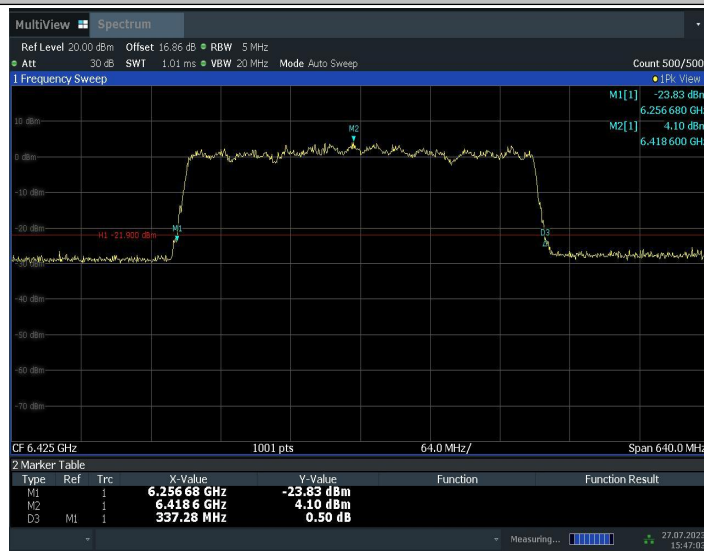 MultiView Spectrum
Ref Level 20.00 dBm Offset 16.86 dB RBW 5 MHz
Att 30 dB SWT 1.01 ms VBW 20 MHz Mode Auto Sweep Count 500/500
1 Frequency Sweep 1Pk View
M1[1] -23.83 dBm
6.256 680 GHz
M2[1] 4.10 dBm
6.418 600 GHz
10 dBm
M2
0 dBm
-10 dBm
-20 dBm
H1 -21.900 dBm
M1
D3
-30 dBm
-40 dBm
-50 dBm
-60 dBm
-70 dBm
CF 6.425 GHz 1001 pts 64.0 MHz/ Span 640.0 MHz
2 Marker Table
Type Ref Trc X-Value Y-Value Function Function Result
M1 1 6.256 68 GHz -23.83 dBm
M2 1 6.418 6 GHz 4.10 dBm
D3 M1 1 337.28 MHz 0.50 dB
Measuring... 27.07.2023
15:47:03